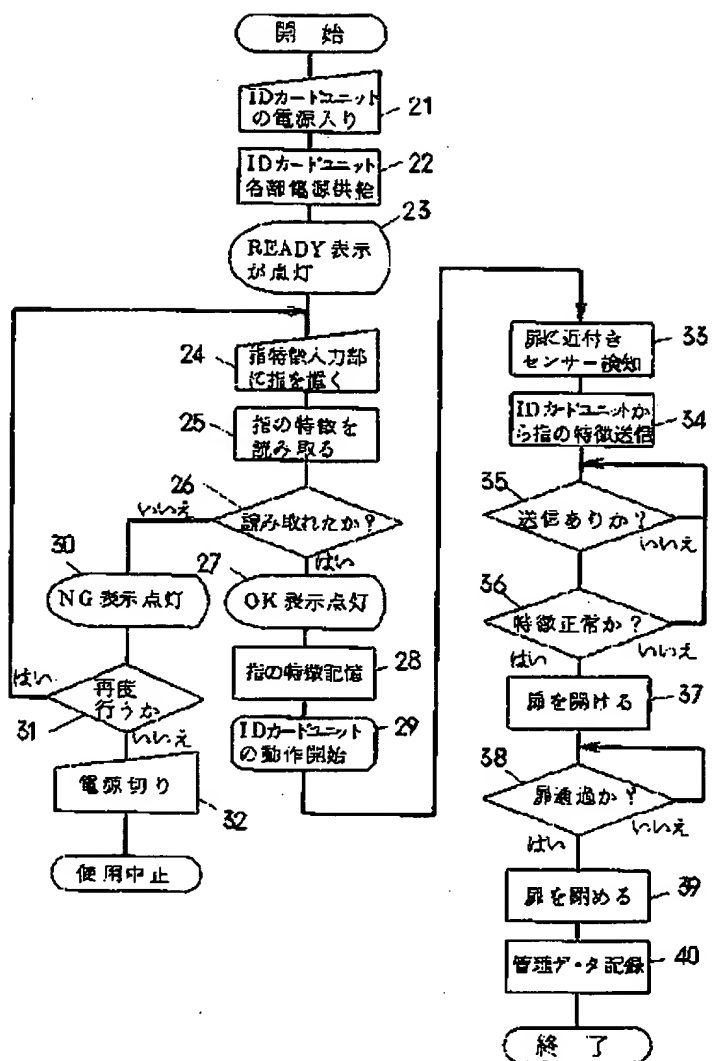 開 始
IDカードユニット
の電源入り
21
IDカードユニット
各部電源供給
22
READY 表示
が点灯
23
指特徴入力部
に指を置く
24
指の特徴を
読み取る
25
読み取れたか?
26
いいえ
はい
NG 表示点灯
30
OK 表示点灯
27
指の特徴記憶
28
IDカードユニット
の動作開始
29
再度
行うか
31
はい
いいえ
電源切り
32
使用中止
扉に近付き
センサー検知
33
IDカードユニットか
ら指の特徴送信
34
送信ありか?
35
いいえ
特徴正常か?
36
はい
いいえ
扉を開ける
37
扉通過か?
38
はい
いいえ
扉を閉める
39
管理データ記録
40
終 了